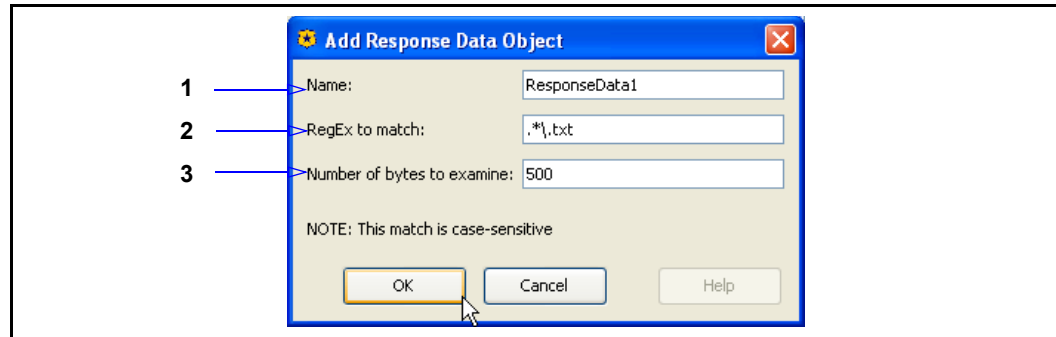 Add Response Data Object
1 Name: ResponseData1
2 RegEx to match: .*\.txt
3 Number of bytes to examine: 500
NOTE: This match is case-sensitive
OK Cancel Help